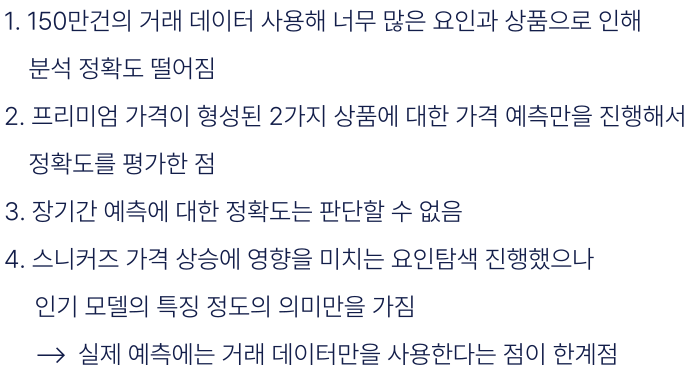 1. 150만건의 거래 데이터 사용해 너무 많은 요인과 상품으로 인해
분석 정확도 떨어짐
2. 프리미엄 가격이 형성된 2가지 상품에 대한 가격 예측만을 진행해서
정확도를 평가한 점
3. 장기간 예측에 대한 정확도는 판단할 수 없음
4. 스니커즈 가격 상승에 영향을 미치는 요인탐색 진행했으나
인기 모델의 특징 정도의 의미만을 가짐
→ 실제 예측에는 거래 데이터만을 사용한다는 점이 한계점